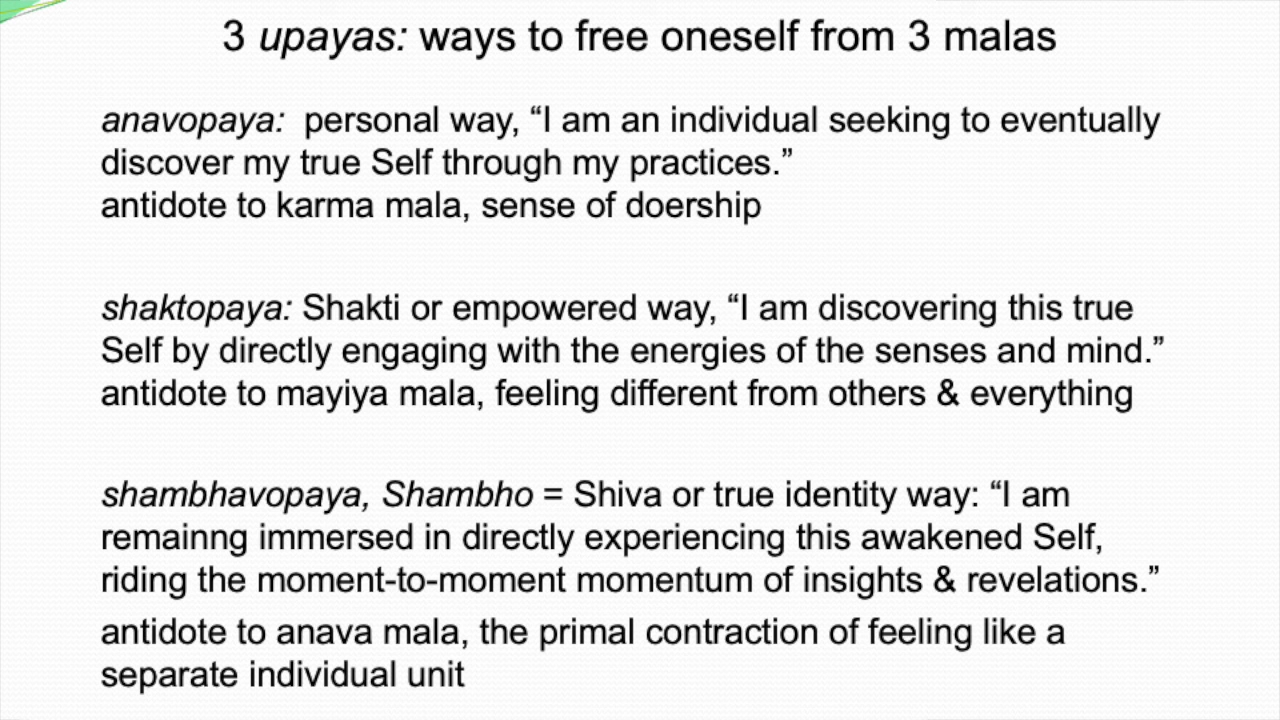 3 upayas: ways to free oneself from 3 malas
anavopaya:  personal way, “I am an individual seeking to eventually
discover my true Self through my practices.”
antidote to karma mala, sense of doership
shaktopaya: Shakti or empowered way, “I am discovering this true
Self by directly engaging with the energies of the senses and mind.”
antidote to mayiya mala, feeling different from others & everything
shambhavopaya, Shambho = Shiva or true identity way: “I am
remainng immersed in directly experiencing this awakened Self,
riding the moment-to-moment momentum of insights & revelations.”
antidote to anava mala, the primal contraction of feeling like a
separate individual unit